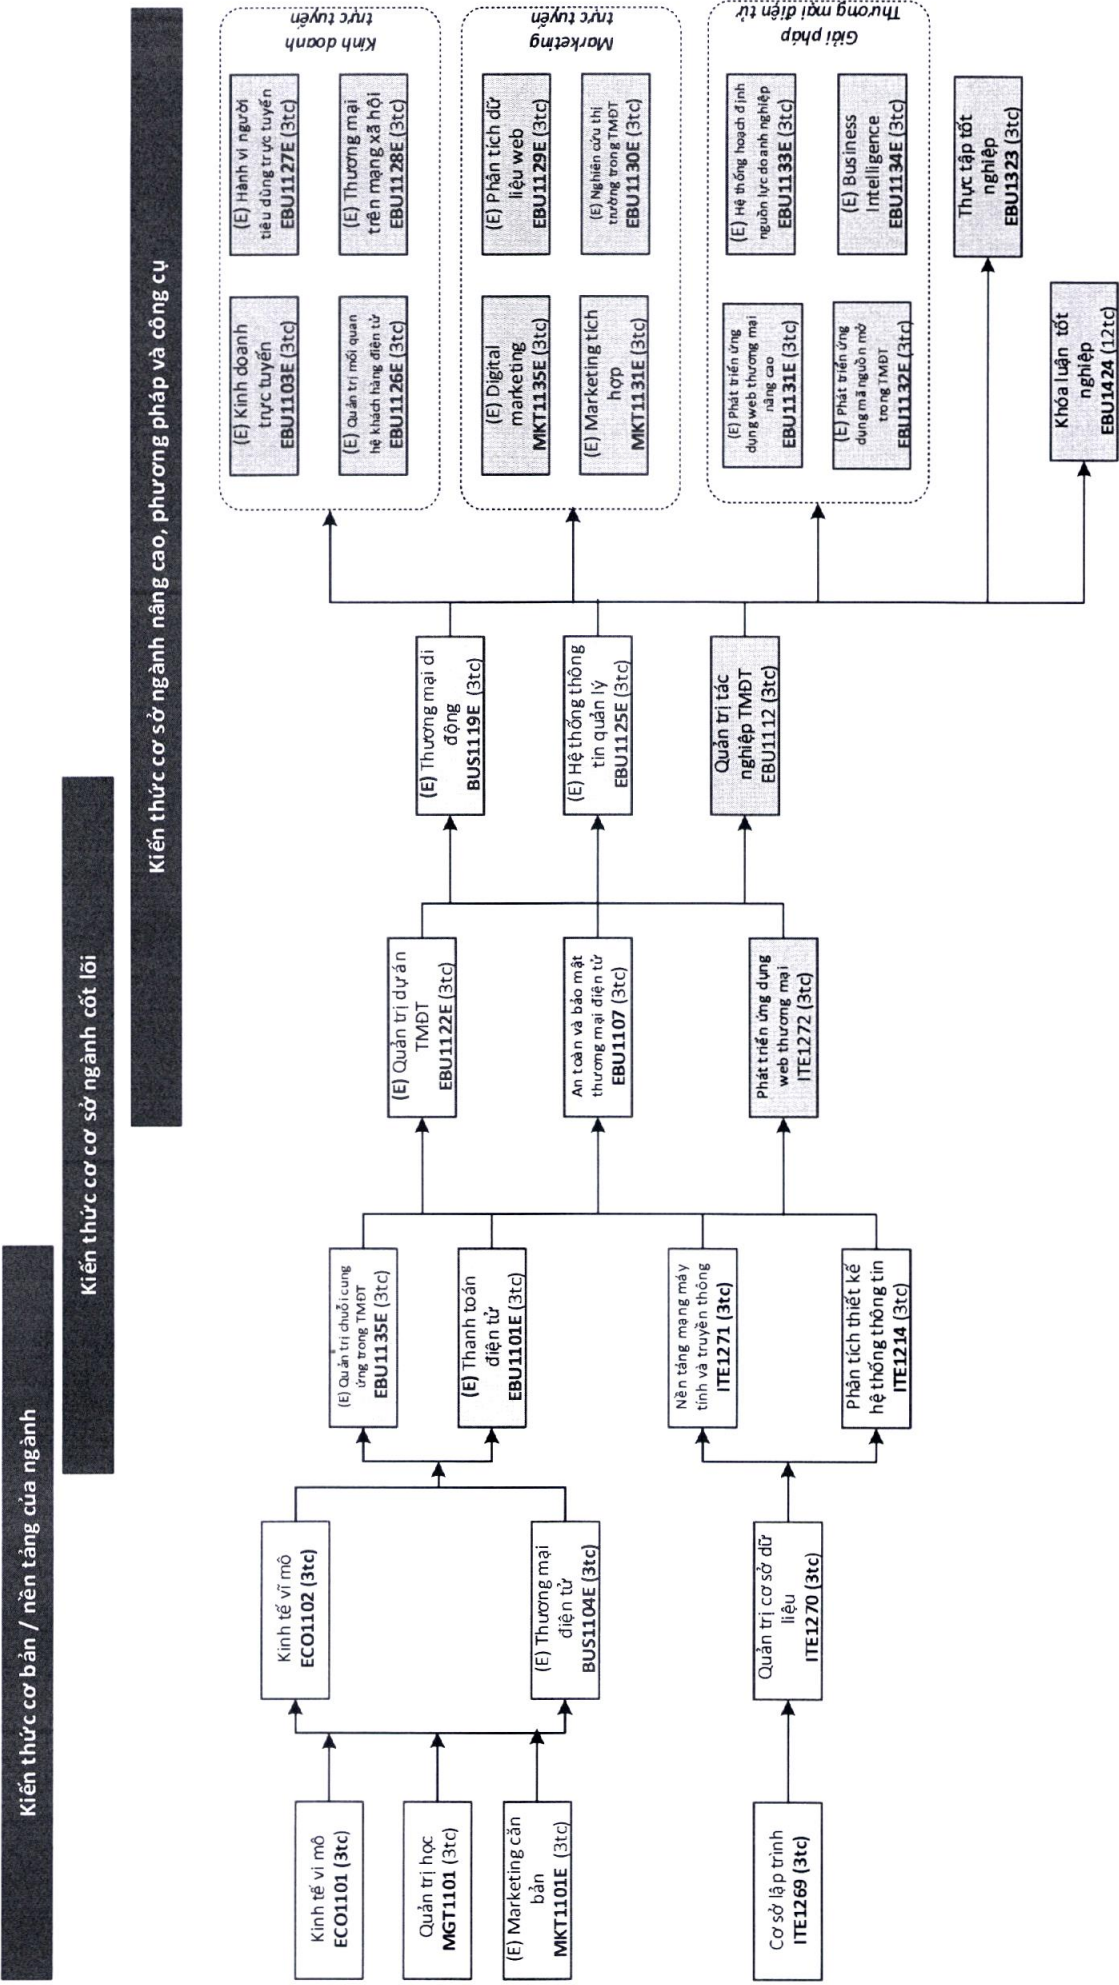 Kiến thức cơ bản / nền tảng của ngành
Kiến thức cơ cơ sở ngành cốt lõi
Kiến thức cơ sở ngành nâng cao, phương pháp và công cụ
Kinh tế vi mô
ECO1101 (3tc)
Quản trị học
MGT1101 (3tc)
(E) Marketing căn
bản
MKT1101E (3tc)
Cơ sở lập trình
ITE1269 (3tc)
Kinh tế vĩ mô
ECO1102 (3tc)
(E) Thương mại
điện tử
BUS1104E (3tc)
Quản trị cơ sở dữ
liệu
ITE1270 (3tc)
(E) Quản trị chuỗi cung
ứng trong TMĐT
EBU1135E (3tc)
(E) Thanh toán
điện tử
EBU1101E (3tc)
Nền tảng mạng máy
tính và truyền thông
ITE1271 (3tc)
Phân tích thiết kế
hệ thống thông tin
ITE1214 (3tc)
(E) Quản trị dự án
TMĐT
EBU1122E (3tc)
An toàn và bảo mật
thương mại điện tử
EBU1107 (3tc)
Phát triển ứng dụng
web thương mại
ITE1272 (3tc)
(E) Thương mại di
động
BUS1119E (3tc)
(E) Hệ thống thông
tin quản lý
EBU1125E (3tc)
Quản trị tác
nghiệp TMĐT
EBU1112 (3tc)
(E) Kinh doanh
trực tuyến
EBU1103E (3tc)
(E) Hành vi người
tiêu dùng trực tuyến
EBU1127E (3tc)
(E) Quản trị mối quan
hệ khách hàng điện tử
EBU1126E (3tc)
(E) Thương mại
trên mạng xã hội
EBU1128E (3tc)
Kinh doanh
trực tuyến
(E) Digital
marketing
MKT1135E (3tc)
(E) Phân tích dữ
liệu web
EBU1129E (3tc)
(E) Marketing tích
hợp
MKT1131E (3tc)
(E) Nghiên cứu thị
trường trong TMĐT
EBU1130E (3tc)
Marketing
trực tuyến
(E) Phát triển ứng
dụng web thương mại
nâng cao
EBU1131E (3tc)
(E) Hệ thống hoạch định
nguồn lực doanh nghiệp
EBU1133E (3tc)
(E) Phát triển ứng
dụng mã nguồn mở
trong TMĐT
EBU1132E (3tc)
(E) Business
Intelligence
EBU1134E (3tc)
Giải pháp
Thương mại điện tử
Thực tập tốt
nghiệp
EBU1323 (3tc)
Khóa luận tốt
nghiệp
EBU1424 (12tc)